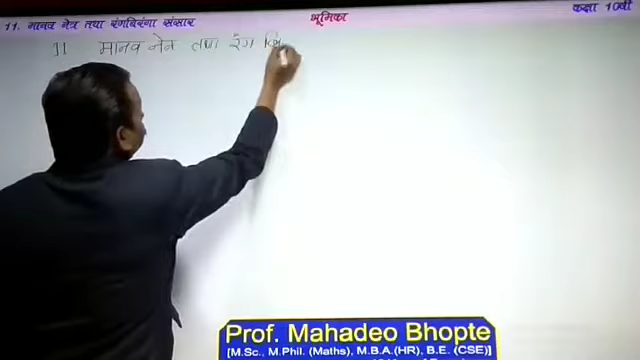 11. मानव नेत्र तथा रंगबिरंगा संसार
भूमिका
कक्षा 10वीं
11 मानव नेत्र तथा रंग बि
Prof. Mahadeo Bhopte
[M.Sc., M.Phil. (Maths), M.B.A.(HR), B.E. (CSE)]